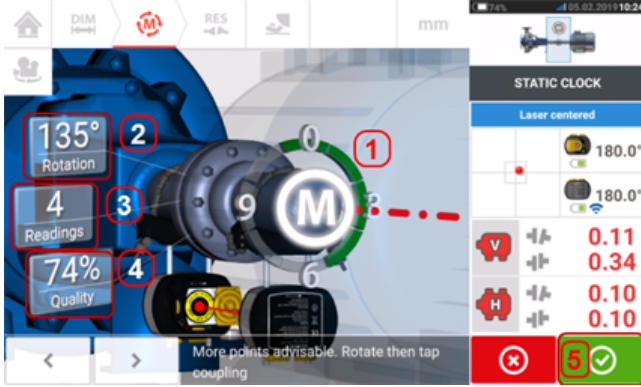 DIM
M
RES
mm
135°
Rotation
2
4
Readings
3
74%
Quality
4
0
1
9
M
3
6
More points advisable. Rotate then tap
coupling
74%
05.02.2019 10:24
STATIC CLOCK
Laser centered
180.0°
180.0°
V
0.11
0.34
H
0.10
0.10
5